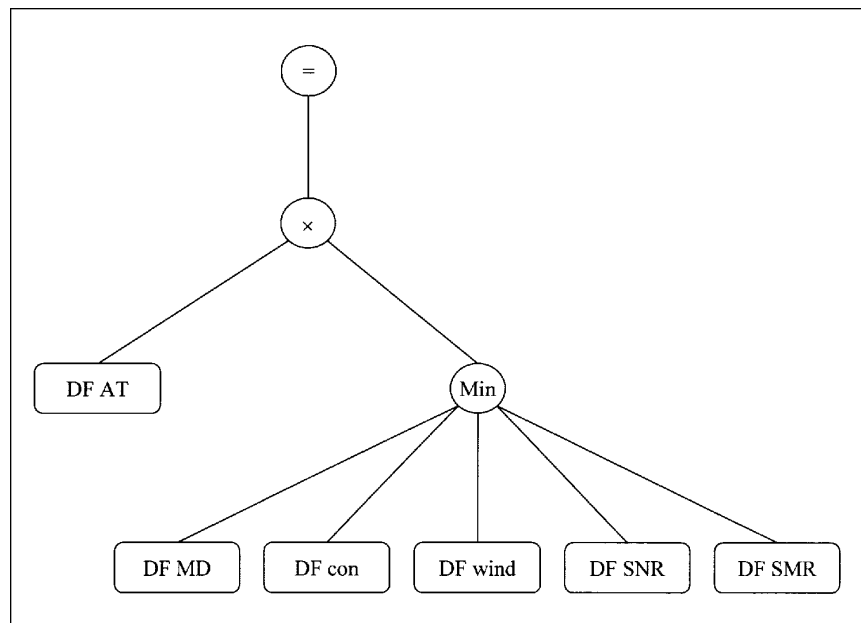 =
×
DF AT
Min
DF MD
DF con
DF wind
DF SNR
DF SMR